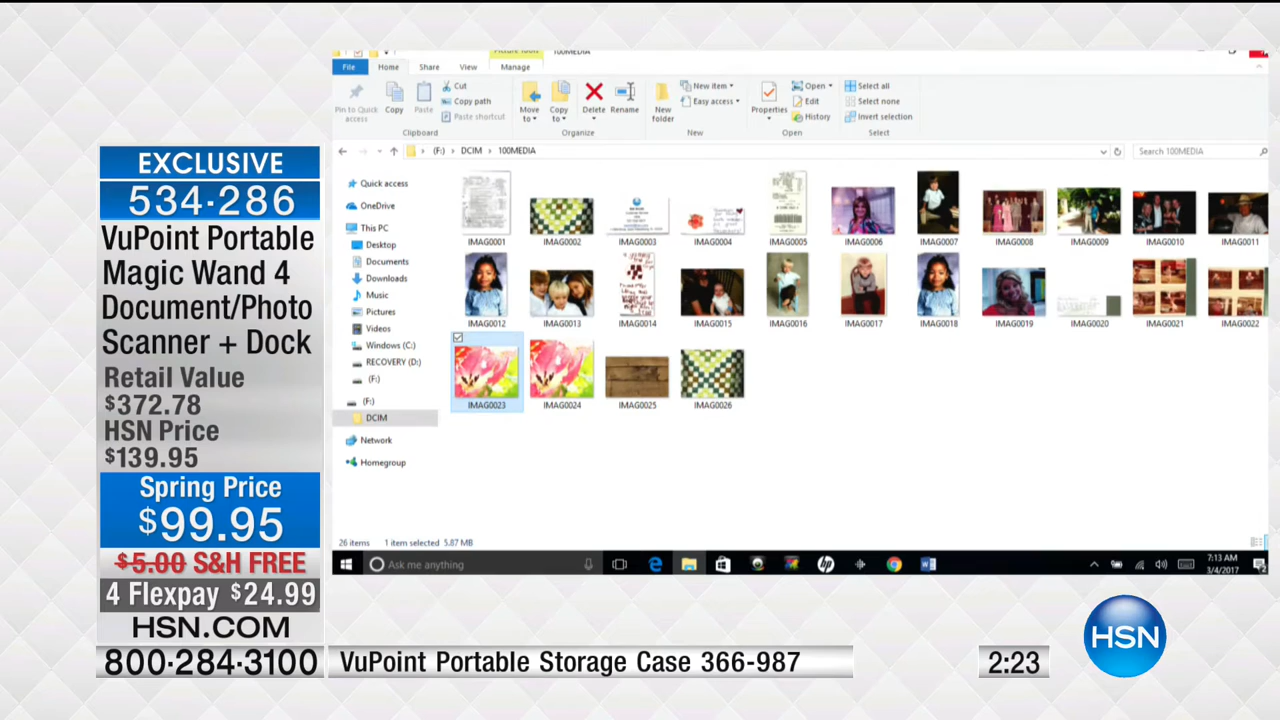 EXCLUSIVE
534-286
VuPoint Portable
Magic Wand 4
Document/Photo
Scanner + Dock
Retail Value
$372.78
HSN Price
$139.95
Spring Price
$99.95
$5.00 S&H FREE
4 Flexpay $24.99
HSN.COM
800-284-3100
VuPoint Portable Storage Case 366-987
2:23
HSN
Picture Tools
100MEDIA
File Home Share View Manage
Pin to Quick access
Copy
Paste
Cut
Copy path
Paste shortcut
Clipboard
Move to
Copy to
Delete
Rename
Organize
New folder
New item
Easy access
New
Properties
Open
Edit
History
Open
Select all
Select none
Invert selection
Select
(F:) > DCIM > 100MEDIA
Search 100MEDIA
Quick access
OneDrive
This PC
Desktop
Documents
Downloads
Music
Pictures
Videos
Windows (C:)
RECOVERY (D:)
(F:)
(F:)
DCIM
Network
Homegroup
IMAG0001 IMAG0002 IMAG0003 IMAG0004 IMAG0005 IMAG0006 IMAG0007 IMAG0008 IMAG0009 IMAG0010 IMAG0011
IMAG0012 IMAG0013 IMAG0014 IMAG0015 IMAG0016 IMAG0017 IMAG0018 IMAG0019 IMAG0020 IMAG0021 IMAG0022
IMAG0023 IMAG0024 IMAG0025 IMAG0026
26 items 1 item selected 5.87 MB
Ask me anything
hp
7:13 AM
3/4/2017